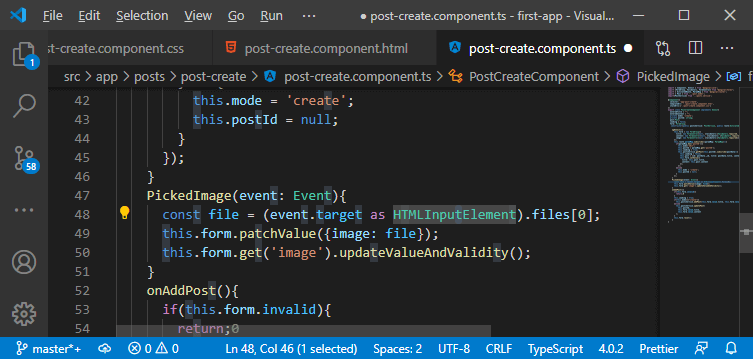 File Edit Selection View Go Run ··· ● post-create.component.ts - first-app - Visual...
st-create.component.css post-create.component.html post-create.component.ts ●
src > app > posts > post-create > post-create.component.ts > PostCreateComponent > PickedImage > f
42 this.mode = 'create';
43 this.postId = null;
44 }
45 });
46 }
47 PickedImage(event: Event){
48 const file = (event.target as HTMLInputElement).files[0];
49 this.form.patchValue({image: file});
50 this.form.get('image').updateValueAndValidity();
51 }
52 onAddPost(){
53 if(this.form.invalid){
54 return;0
1
58
master*+ 0 0 Ln 48, Col 46 (1 selected) Spaces: 2 UTF-8 CRLF TypeScript 4.0.2 Prettier